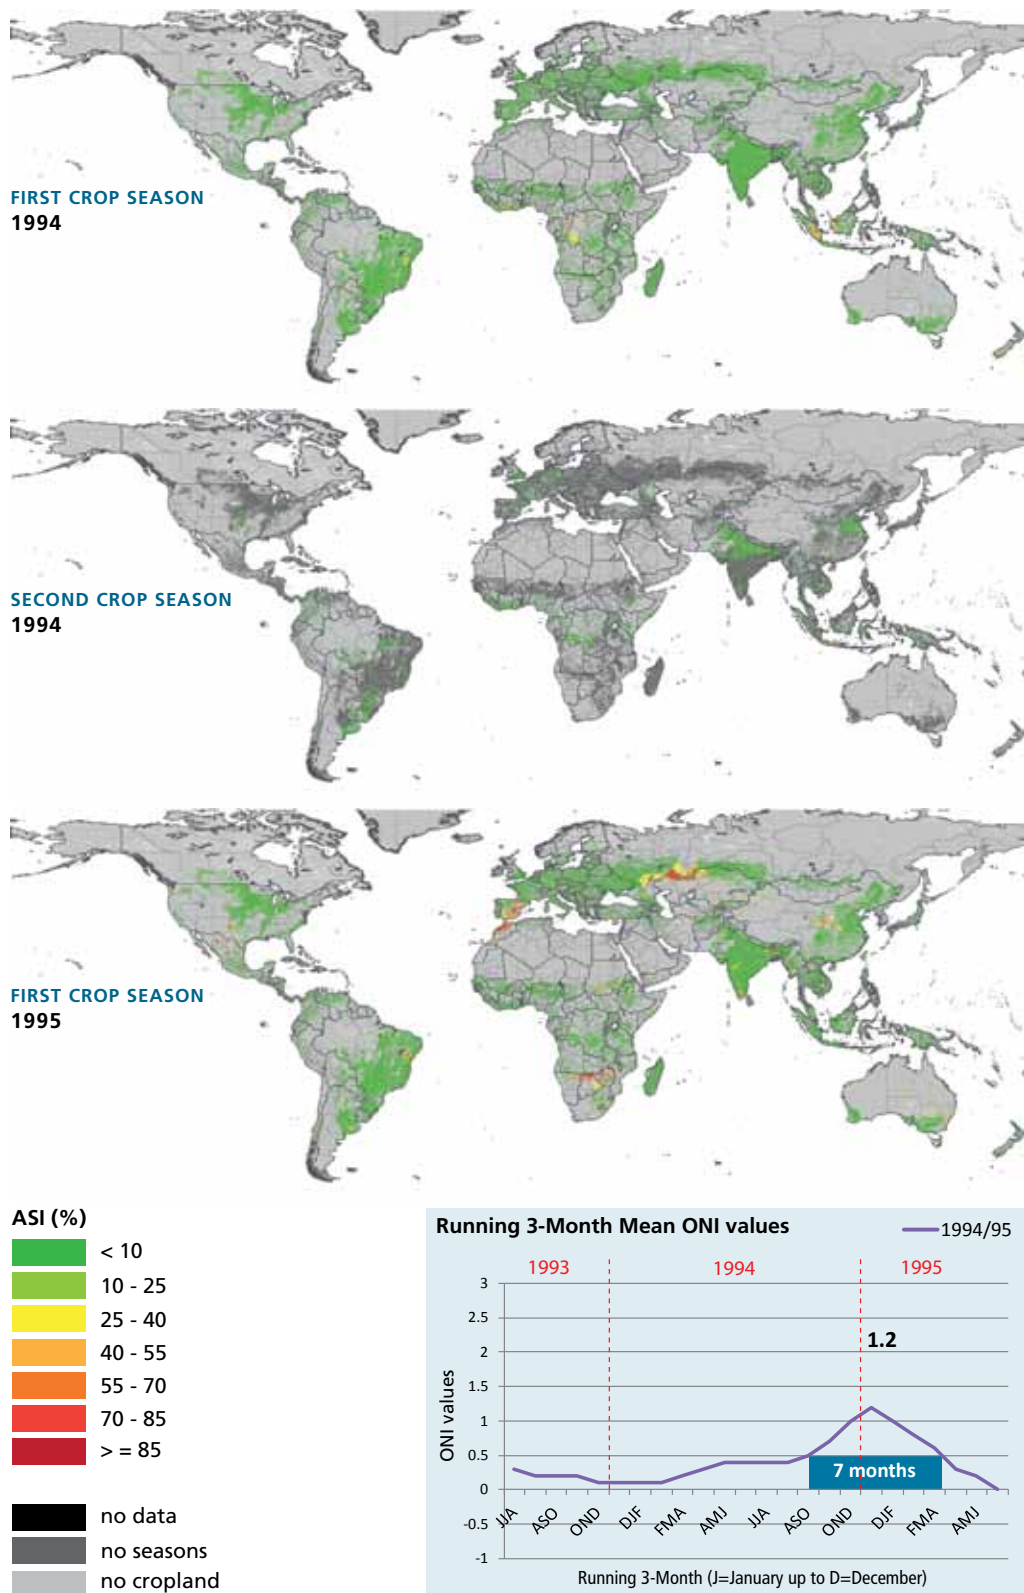 FIRST CROP SEASON
1994
SECOND CROP SEASON
1994
FIRST CROP SEASON
1995
ASI (%)
< 10
10 - 25
25 - 40
40 - 55
55 - 70
70 - 85
> = 85
no data
no seasons
no cropland
Running 3-Month Mean ONI values
1994/95
1993 1994 1995
3
2.5
2
1.5
1
0.5
0
-0.5
-1
ONI values
1.2
7 months
JJA ASO OND DJF FMA AMJ JJA ASO OND DJF FMA AMJ
Running 3-Month (J=January up to D=December)